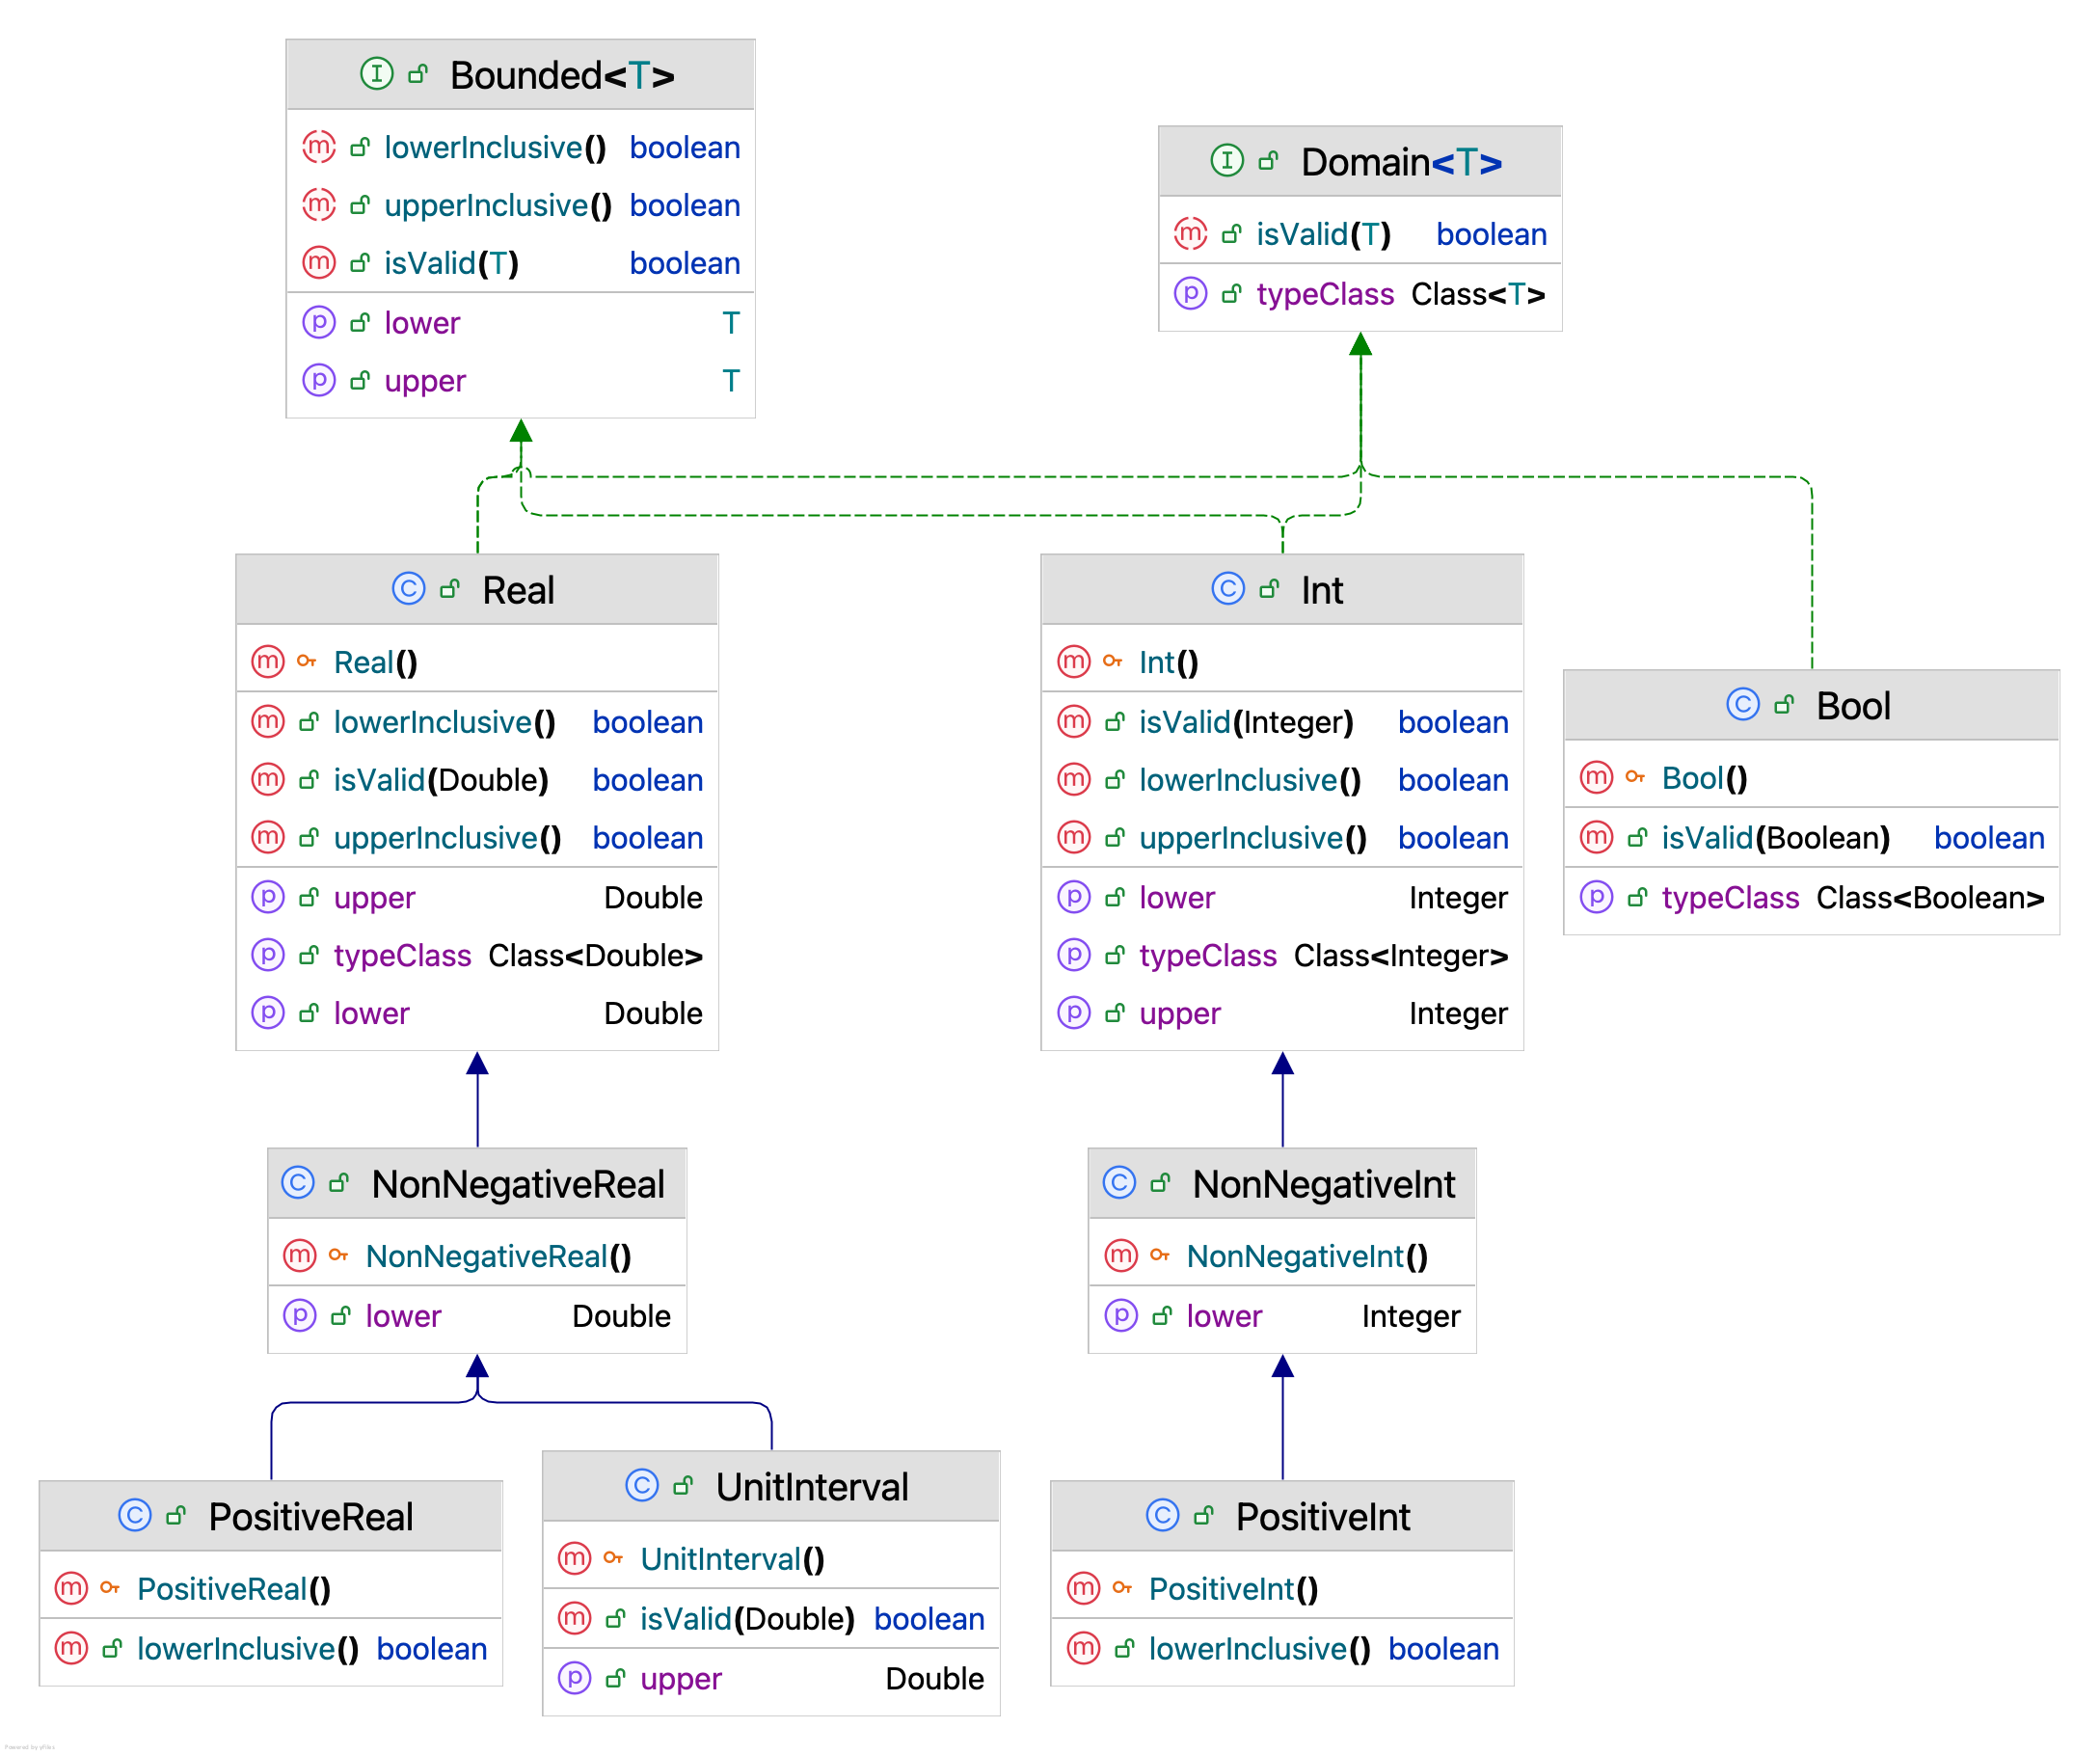 Bounded<T>
lowerInclusive() boolean
upperInclusive() boolean
isValid(T) boolean
lower T
upper T
Domain<T>
isValid(T) boolean
typeClass Class<T>
Real
Real()
lowerInclusive() boolean
isValid(Double) boolean
upperInclusive() boolean
upper Double
typeClass Class<Double>
lower Double
Int
Int()
isValid(Integer) boolean
lowerInclusive() boolean
upperInclusive() boolean
lower Integer
typeClass Class<Integer>
upper Integer
Bool
Bool()
isValid(Boolean) boolean
typeClass Class<Boolean>
NonNegativeReal
NonNegativeReal()
lower Double
NonNegativeInt
NonNegativeInt()
lower Integer
PositiveReal
PositiveReal()
lowerInclusive() boolean
UnitInterval
UnitInterval()
isValid(Double) boolean
upper Double
PositiveInt
PositiveInt()
lowerInclusive() boolean
Powered by yFiles